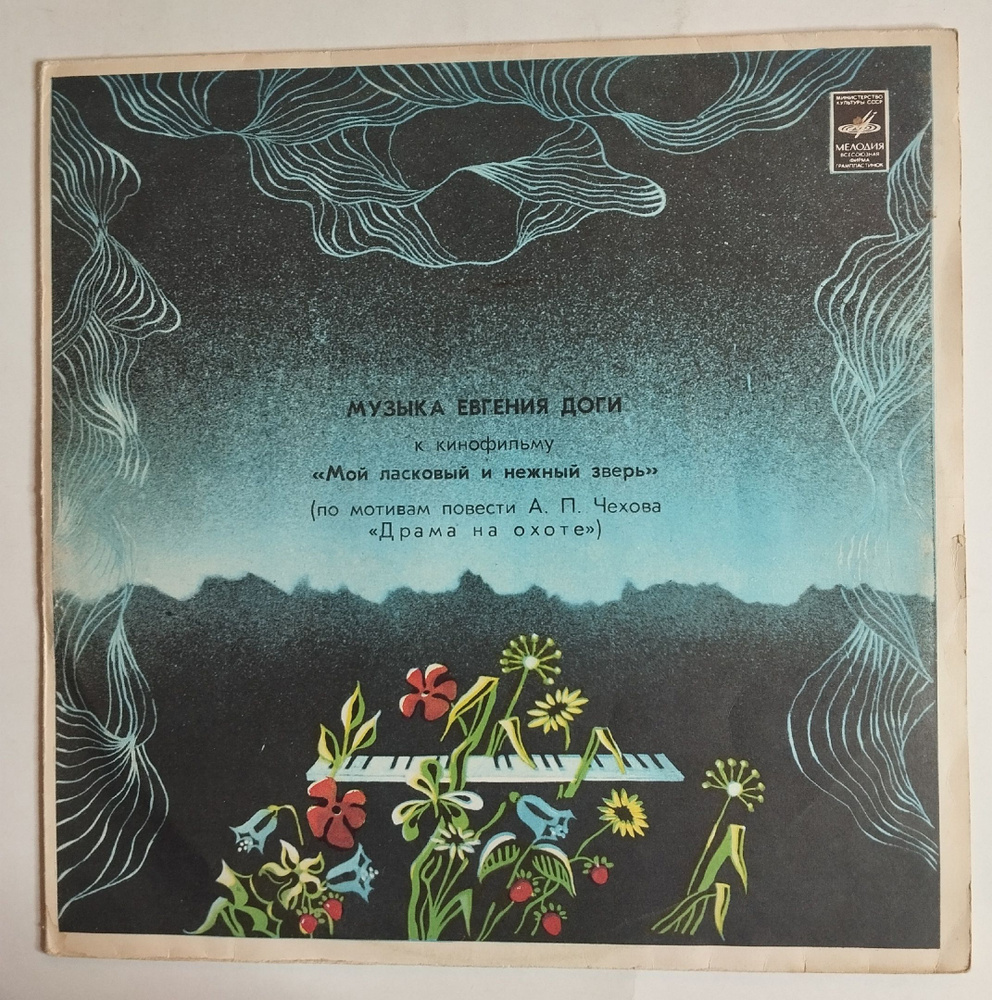 МИНИСТЕРСТВО
КУЛЬТУРЫ СССР
МЕЛОДИЯ
ВСЕСОЮЗНАЯ
ФИРМА
ГРАМПЛАСТИНОК
МУЗЫКА ЕВГЕНИЯ ДОГИ
к кинофильму
«Мой ласковый и нежный зверь»
(по мотивам повести А. П. Чехова
«Драма на охоте»)